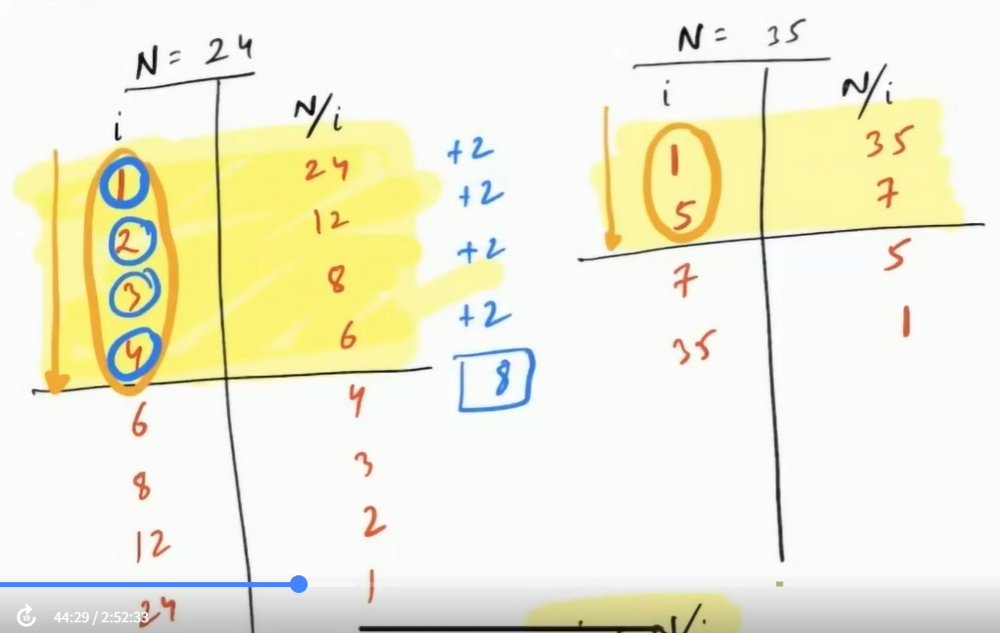 N = 24
i N/i
1 24 +2
2 12 +2
3 8 +2
4 6 +2
8
6 4
8 3
12 2
24 1
N = 35
i N/i
1 35
5 7
7 5
35 1
N/i
10
44:29 / 2:52:33